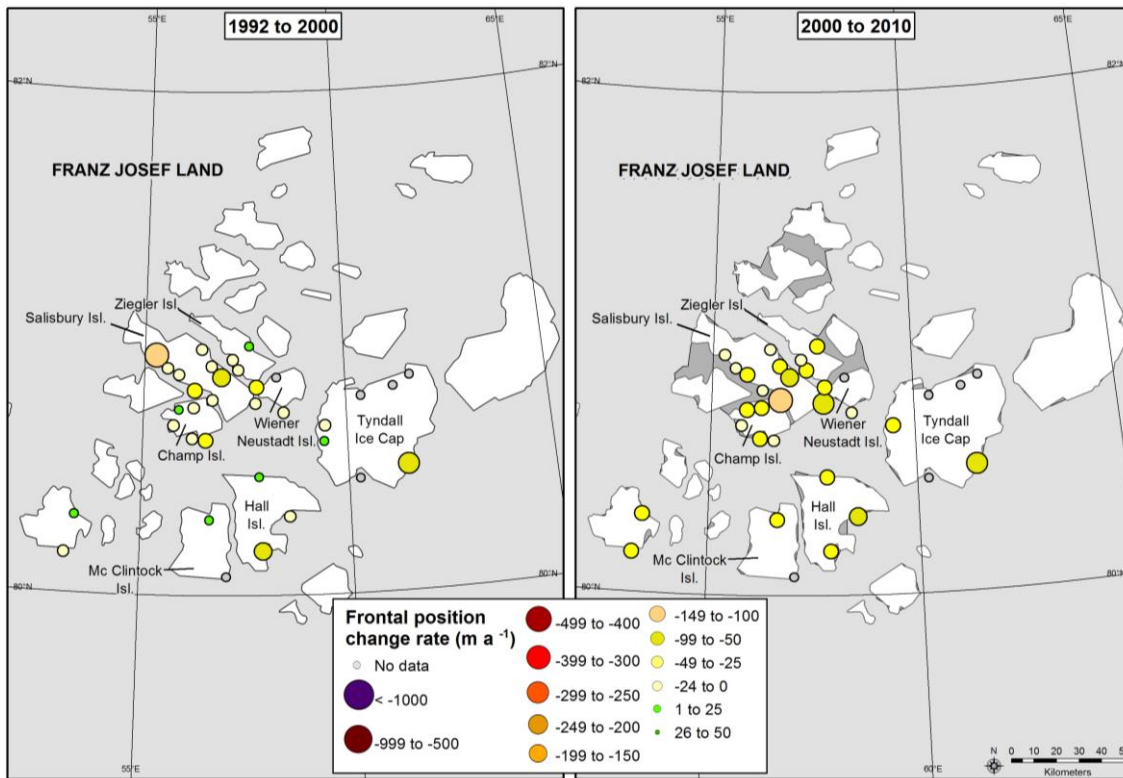 55°E
1992 to 2000
65°E
82°N
82°N
FRANZ JOSEF LAND
Ziegler Isl.
Salisbury Isl.
Wiener
Neustadt Isl.
Tyndall
Ice Cap
Champ Isl.
Hall
Isl.
Mc Clintock
Isl.
80°N
55°E
55°E
2000 to 2010
65°E
82°N
82°N
FRANZ JOSEF LAND
Ziegler Isl.
Salisbury Isl.
Wiener
Neustadt Isl.
Tyndall
Ice Cap
Champ Isl.
Hall
Isl.
Mc Clintock
Isl.
80°N
80°N
60°E
Frontal position
change rate (m a -1)
No data
< -1000
-999 to -500
-499 to -400
-399 to -300
-299 to -250
-249 to -200
-199 to -150
-149 to -100
-99 to -50
-49 to -25
-24 to 0
1 to 25
26 to 50
N
0 10 20 30 40 50
Kilometers